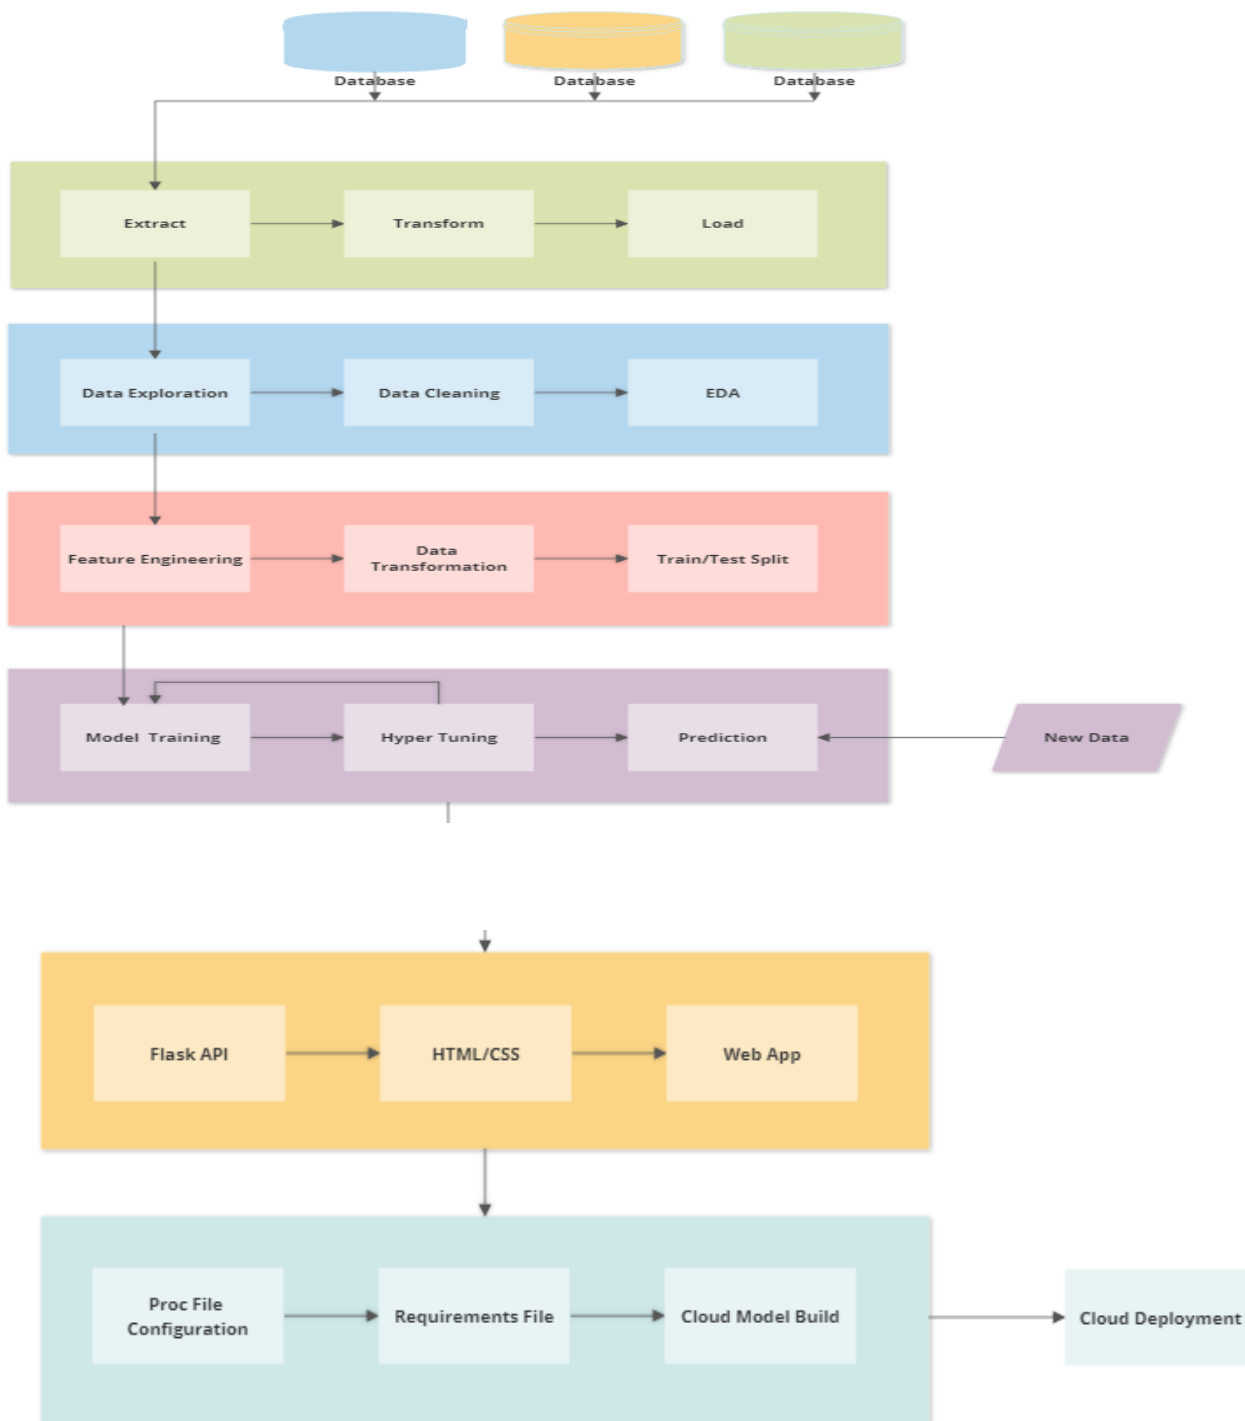 Database
Database
Database
Extract
Transform
Load
Data Exploration
Data Cleaning
EDA
Feature Engineering
Data
Transformation
Train/Test Split
Model Training
Hyper Tuning
Prediction
New Data
Flask API
HTML/CSS
Web App
Proc File
Configuration
Requirements File
Cloud Model Build
Cloud Deployment